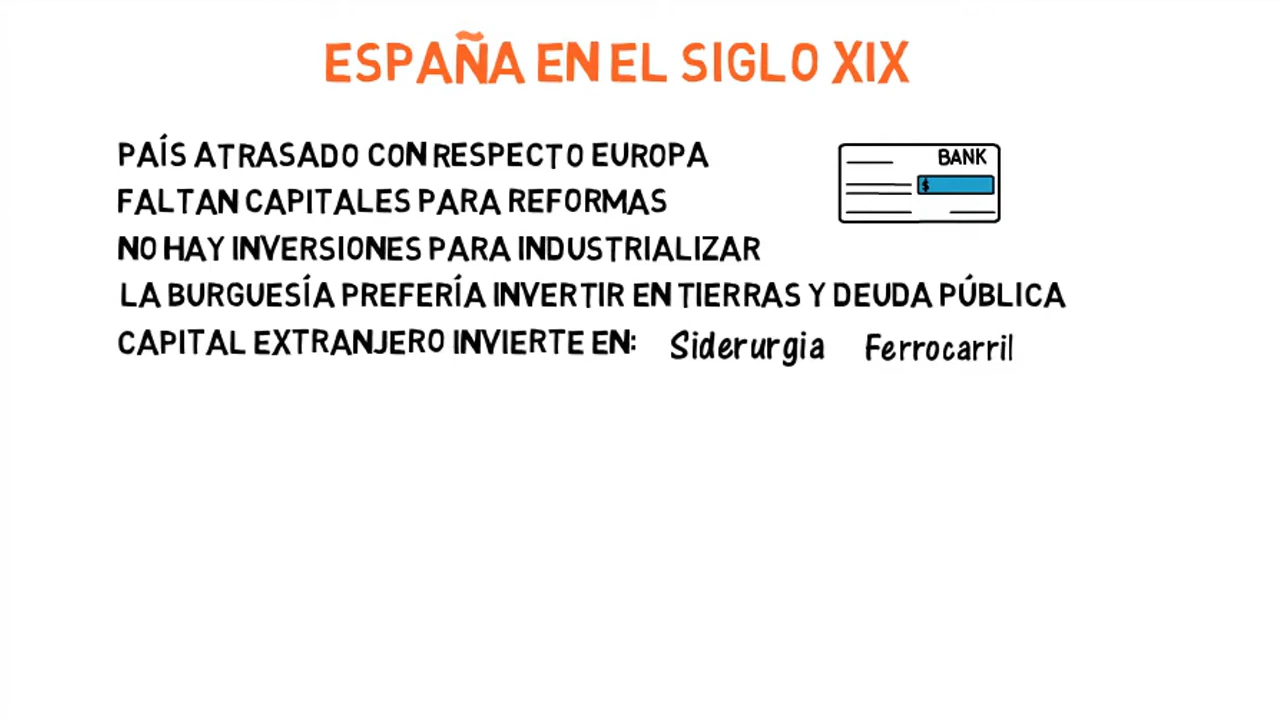 ESPAÑA EN EL SIGLO XIX
PAÍS ATRASADO CON RESPECTO EUROPA
BANK
$
FALTAN CAPITALES PARA REFORMAS
NO HAY INVERSIONES PARA INDUSTRIALIZAR
LA BURGUESÍA PREFERÍA INVERTIR EN TIERRAS Y DEUDA PÚBLICA
CAPITAL EXTRANJERO INVIERTE EN: Siderurgia Ferrocarril